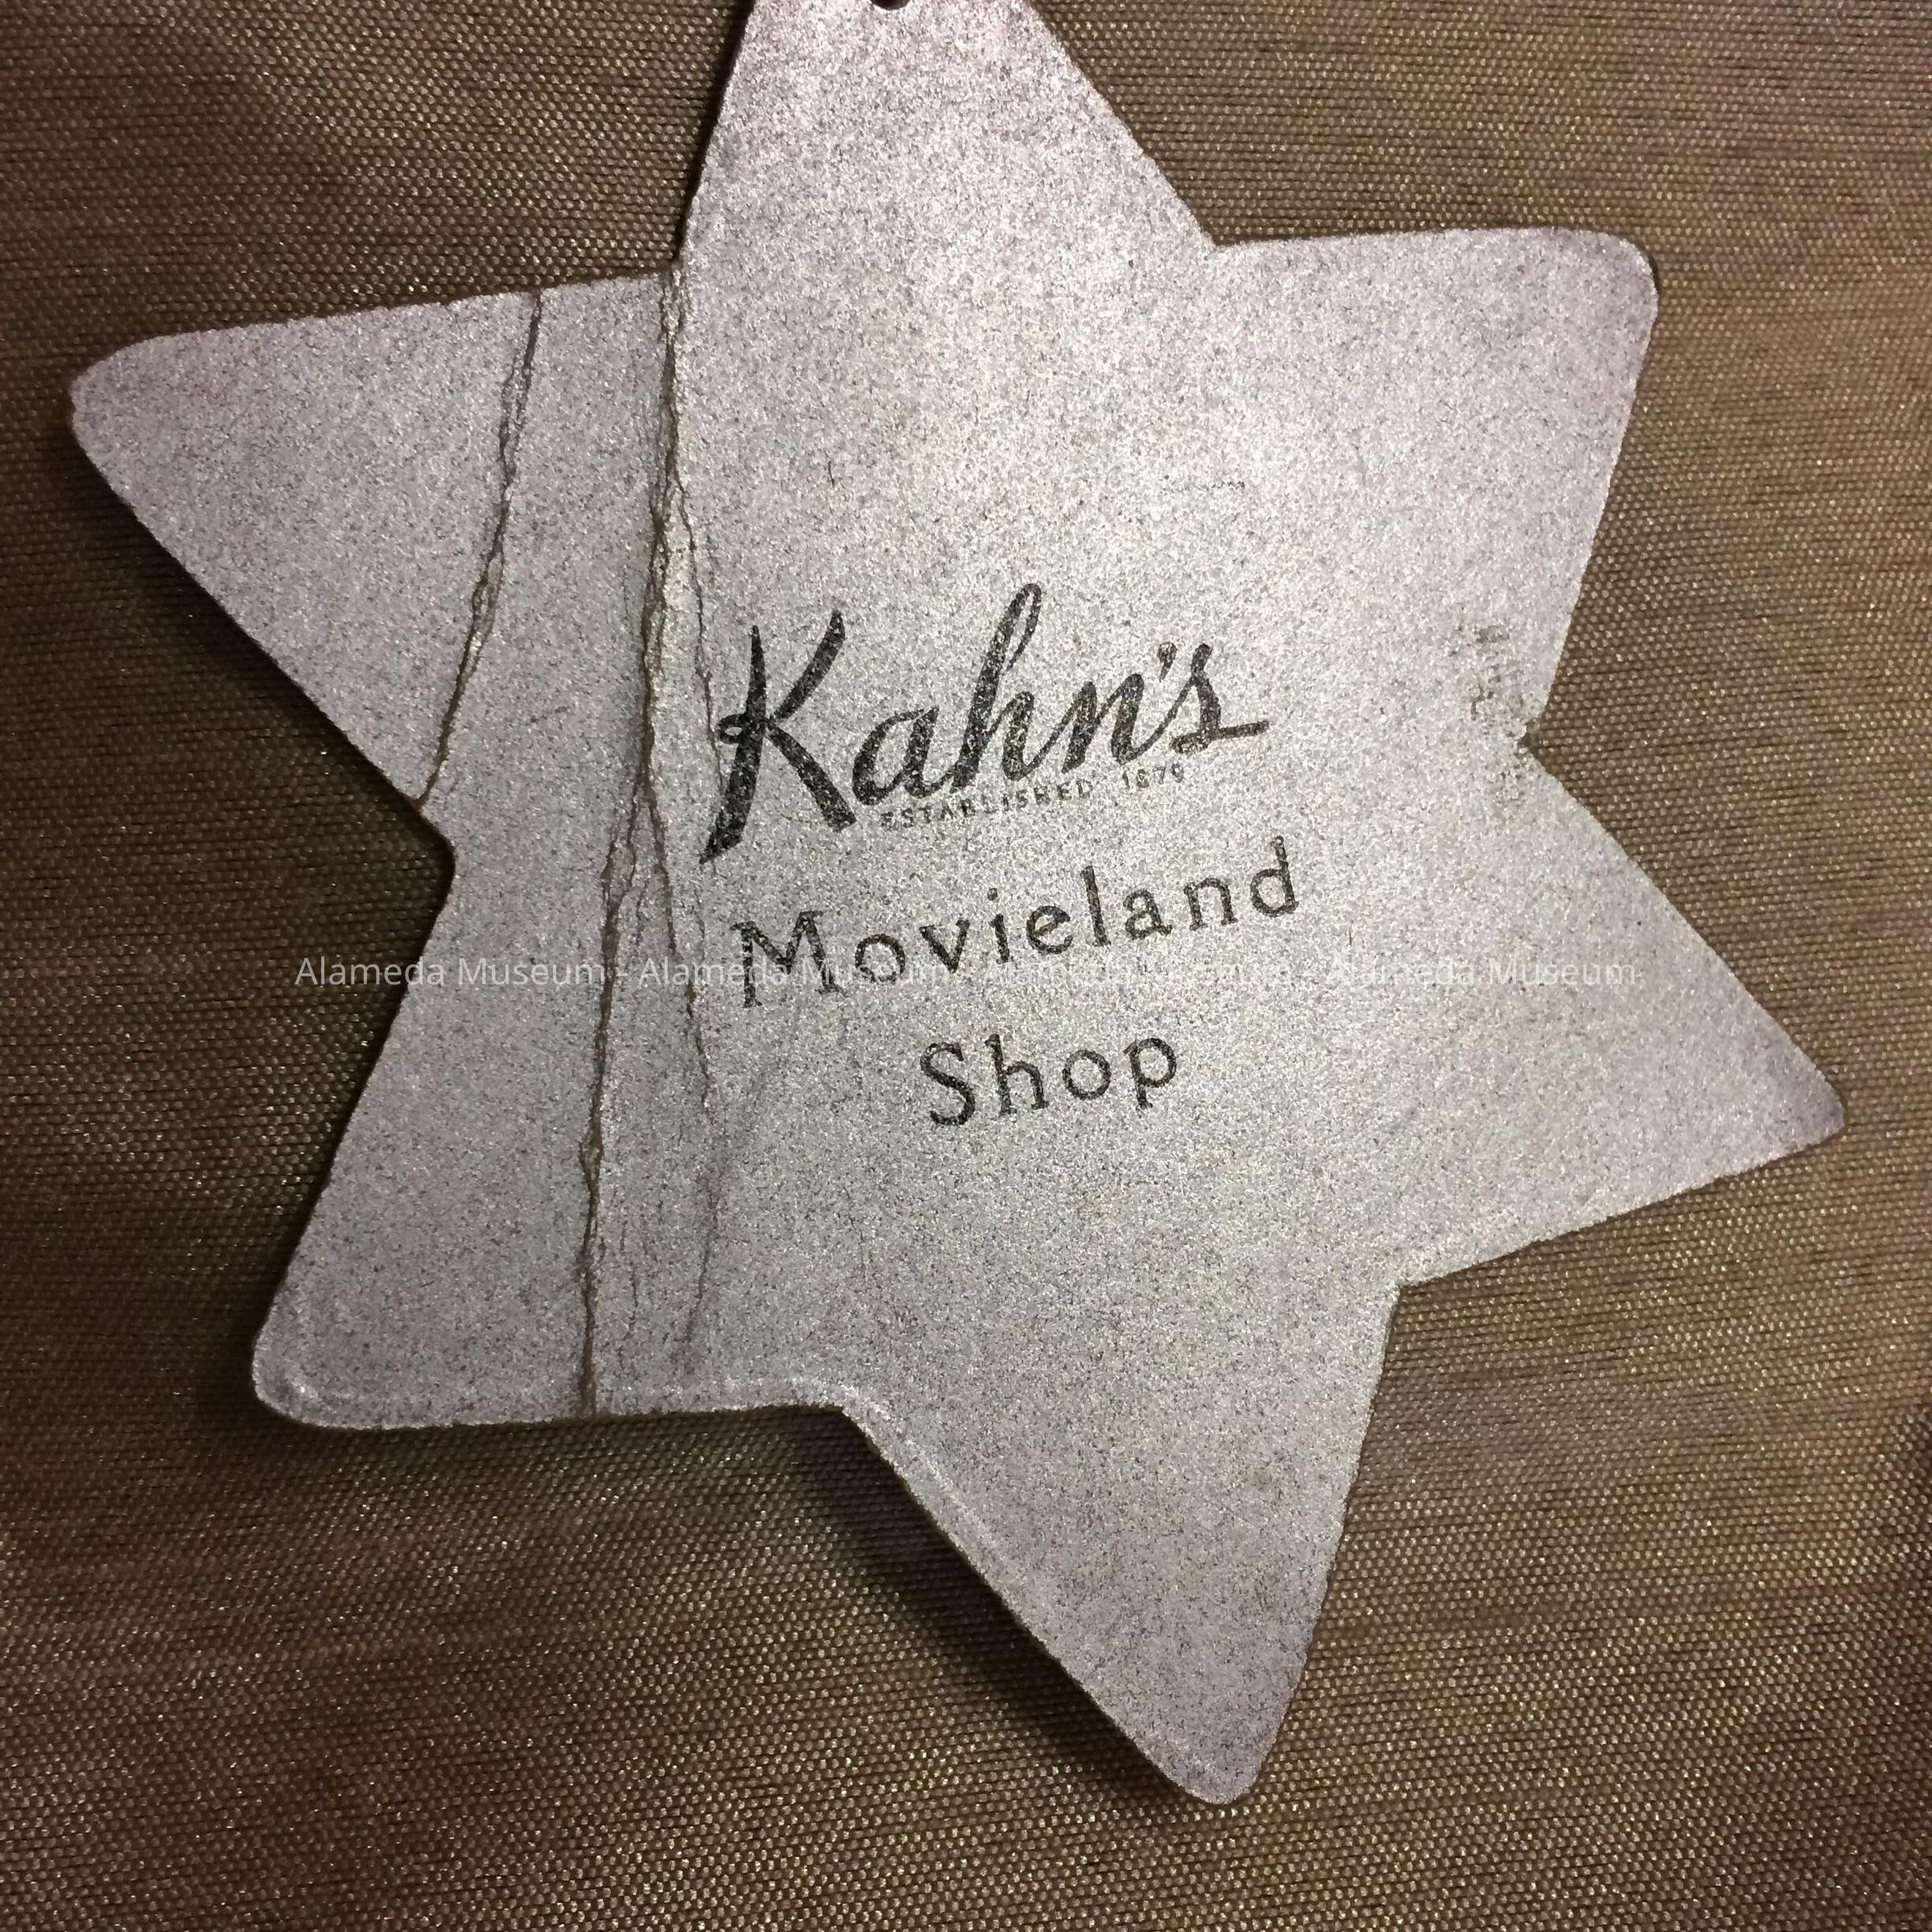 Kahn's
ESTABLISHED 1879
Movieland
Alameda Museum - Alameda Museum - Alameda Museum - Alameda Museum
Shop